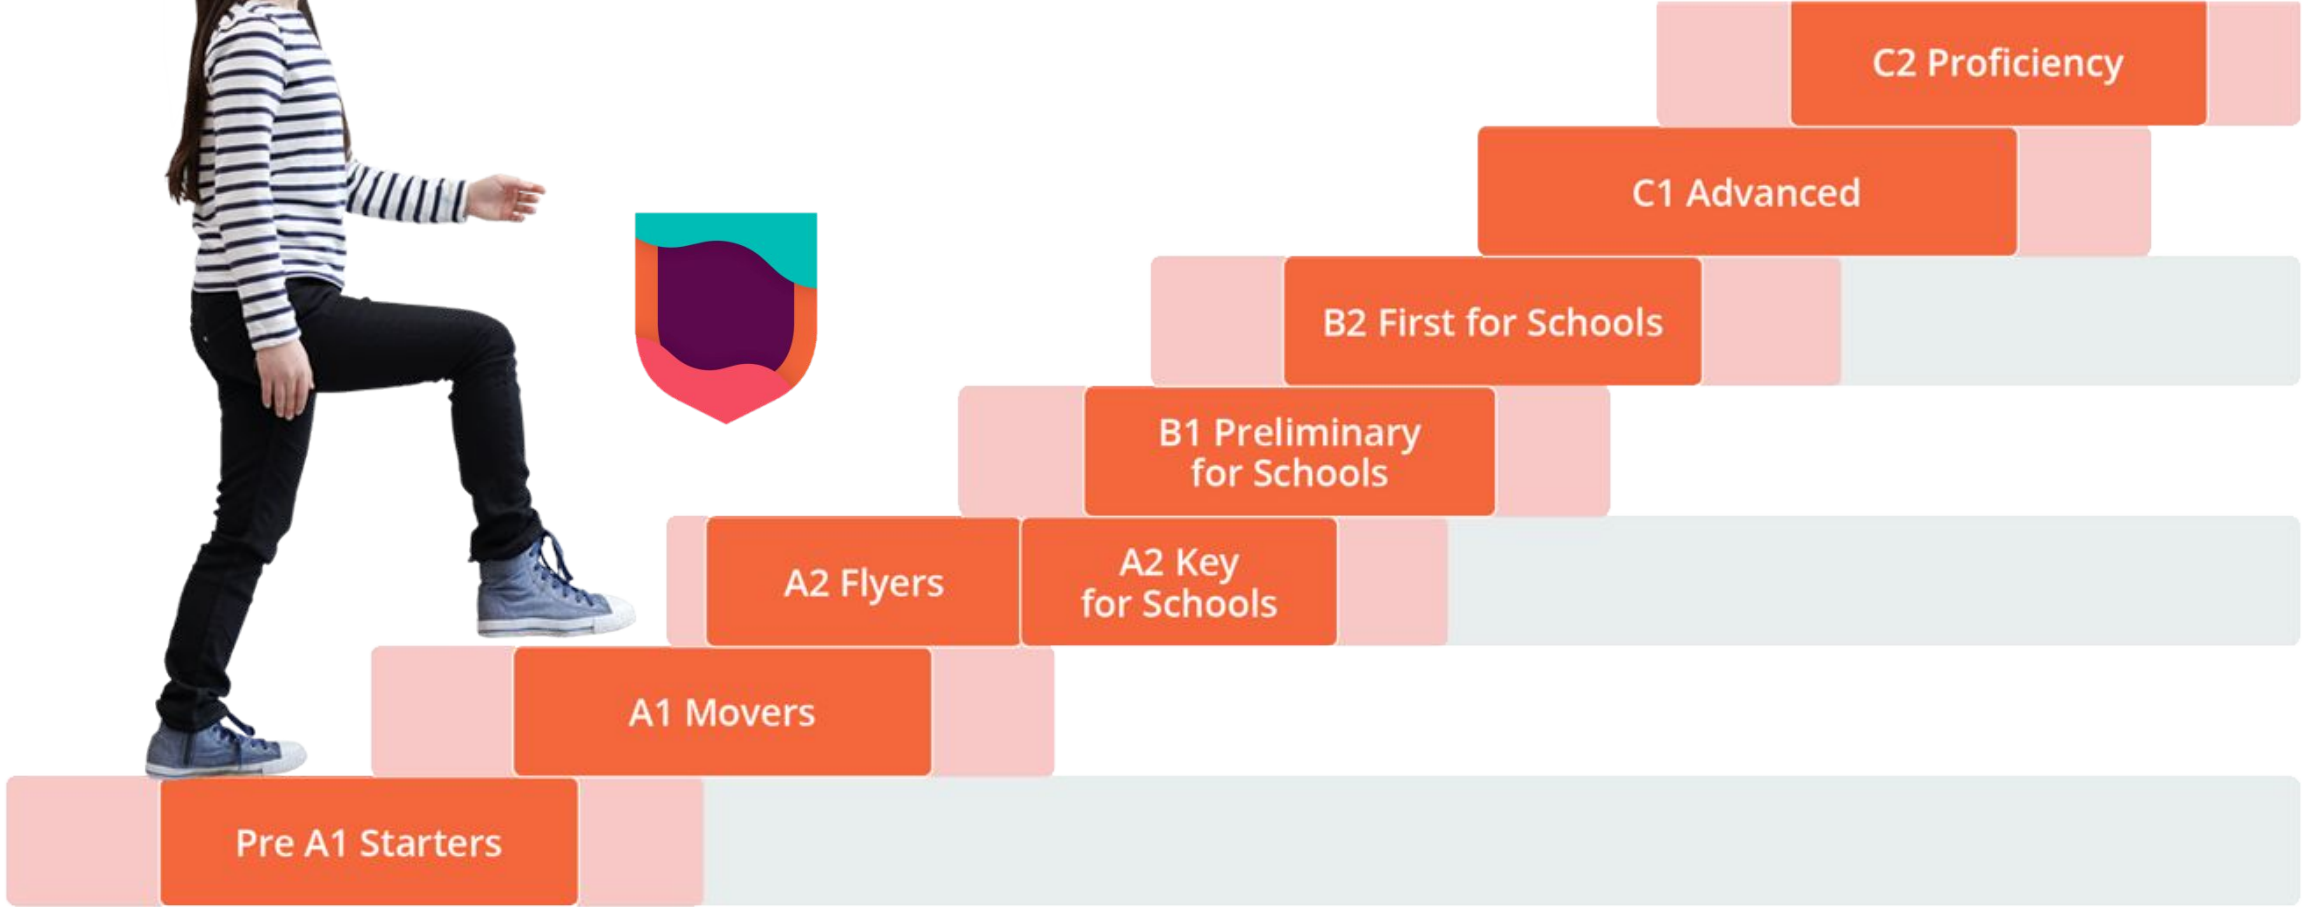 C2 Proficiency
C1 Advanced
B2 First for Schools
B1 Preliminary
for Schools
A2 Flyers
A2 Key
for Schools
A1 Movers
Pre A1 Starters